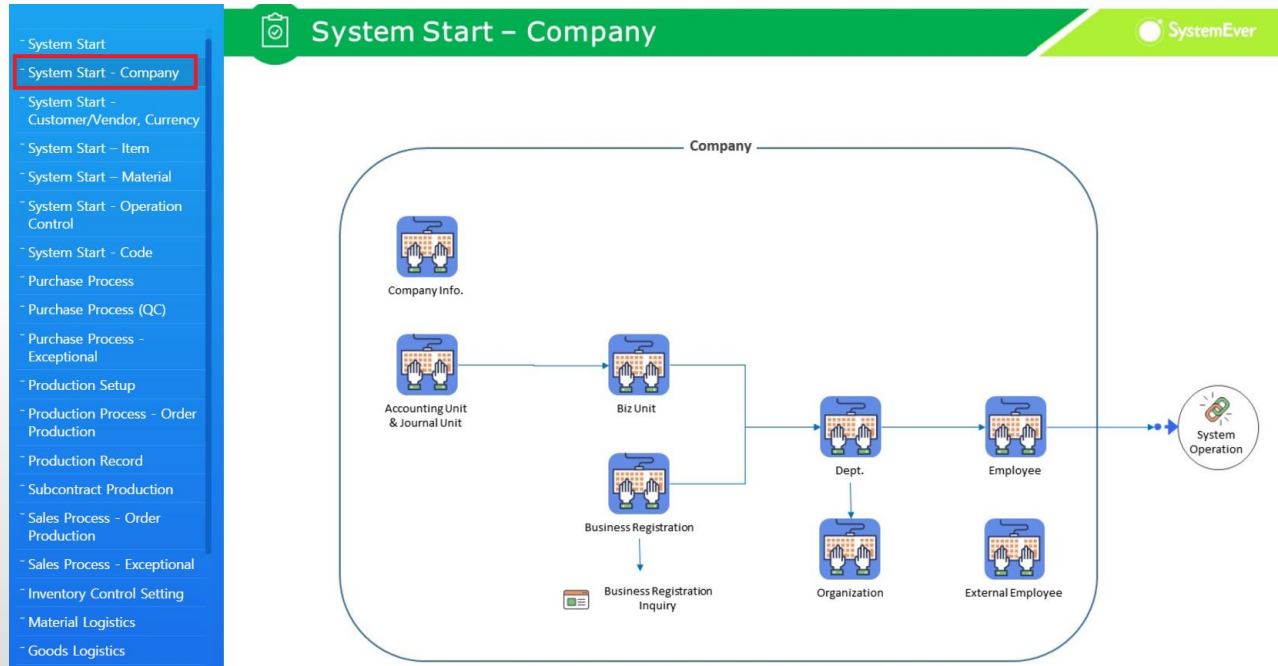 System Start
System Start - Company
System Start -
Customer/Vendor, Currency
System Start – Item
System Start – Material
System Start - Operation
Control
System Start - Code
Purchase Process
Purchase Process (QC)
Purchase Process -
Exceptional
Production Setup
Production Process - Order
Production
Production Record
Subcontract Production
Sales Process - Order
Production
Sales Process - Exceptional
Inventory Control Setting
Material Logistics
Goods Logistics
System Start – Company
SystemEver
Company
Company Info.
Accounting Unit
& Journal Unit
Biz Unit
Business Registration
Business Registration
Inquiry
Dept.
Organization
Employee
External Employee
System
Operation